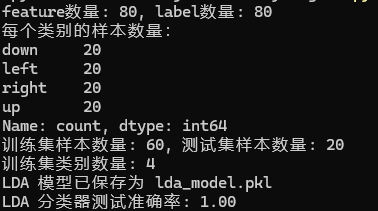 feature数量: 80, label数量: 80
每个类别的样本数量:
down     20
left     20
right    20
up       20
Name: count, dtype: int64
训练集样本数量: 60, 测试集样本数量: 20
训练集类别数量: 4
LDA 模型已保存为 lda_model.pkl
LDA 分类器测试准确率: 1.00